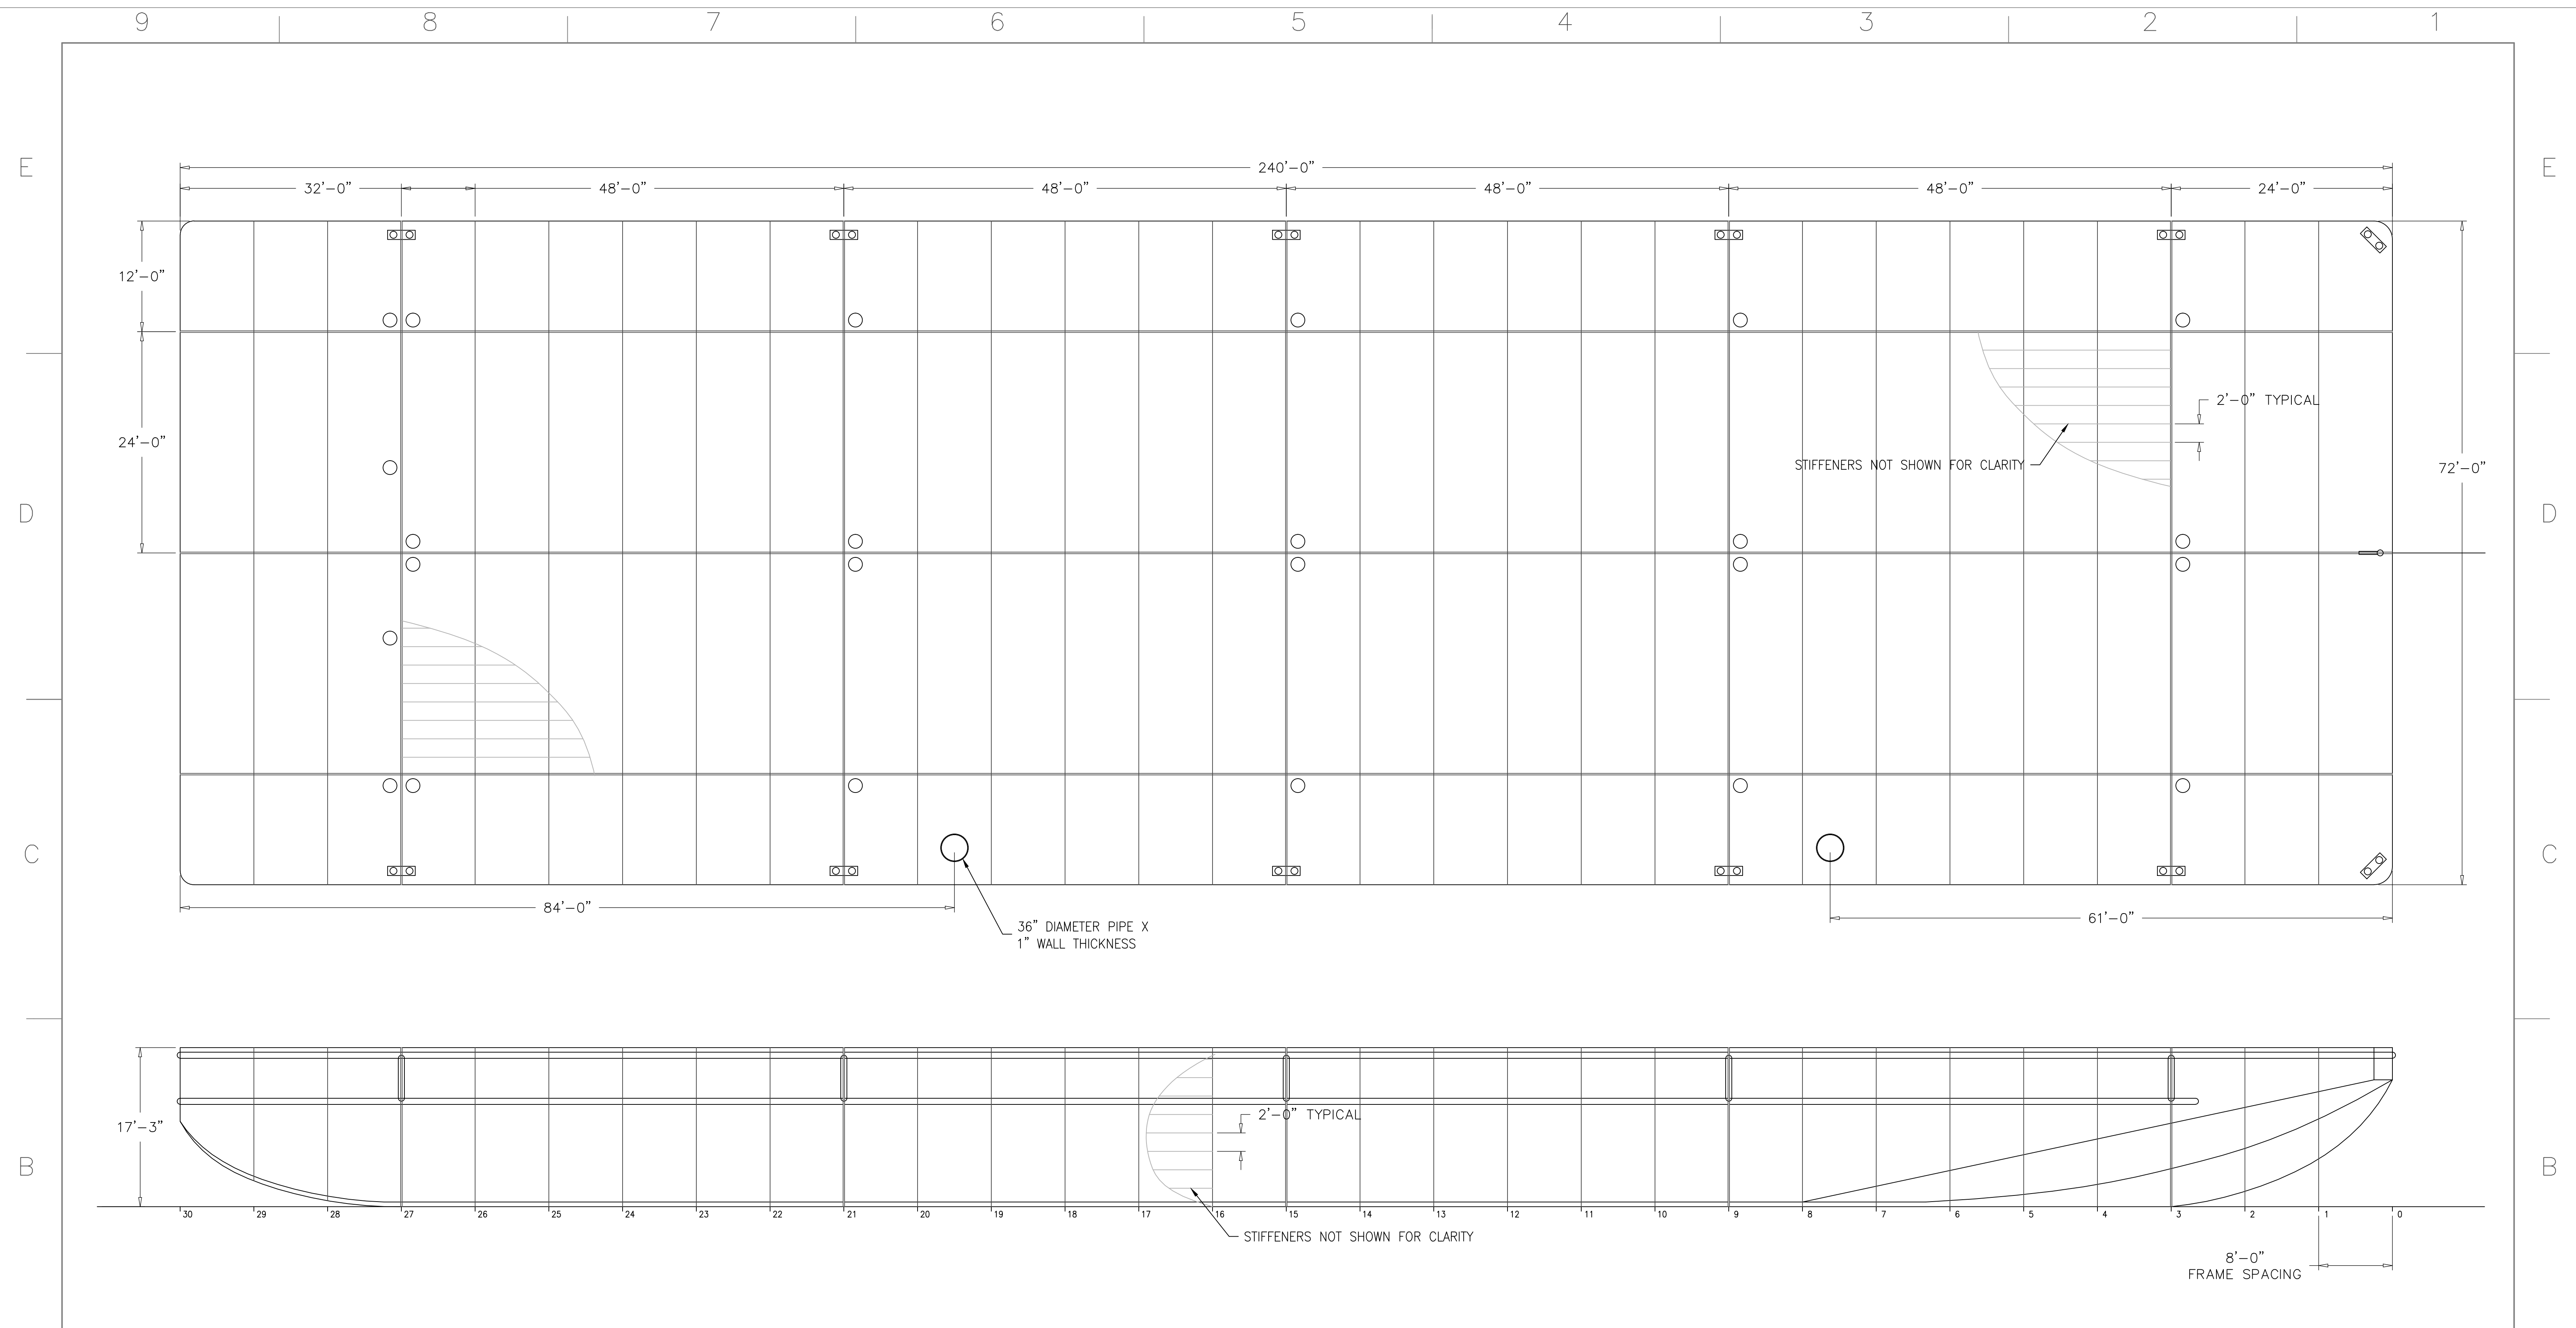 9 8 7 6 5 4 3 2 1
E E
240'-0"
32'-0" 48'-0" 48'-0" 48'-0" 48'-0" 24'-0"
12'-0"
2'-0" TYPICAL
24'-0"
STIFFENERS NOT SHOWN FOR CLARITY
72'-0"
D D
C C
84'-0"
61'-0"
36" DIAMETER PIPE X
1" WALL THICKNESS
2'-0" TYPICAL
17'-3"
B B
30 29 28 27 26 25 24 23 22 21 20 19 18 17 16 15 14 13 12 11 10 9 8 7 6 5 4 3 2 1 0
STIFFENERS NOT SHOWN FOR CLARITY
8'-0"
FRAME SPACING